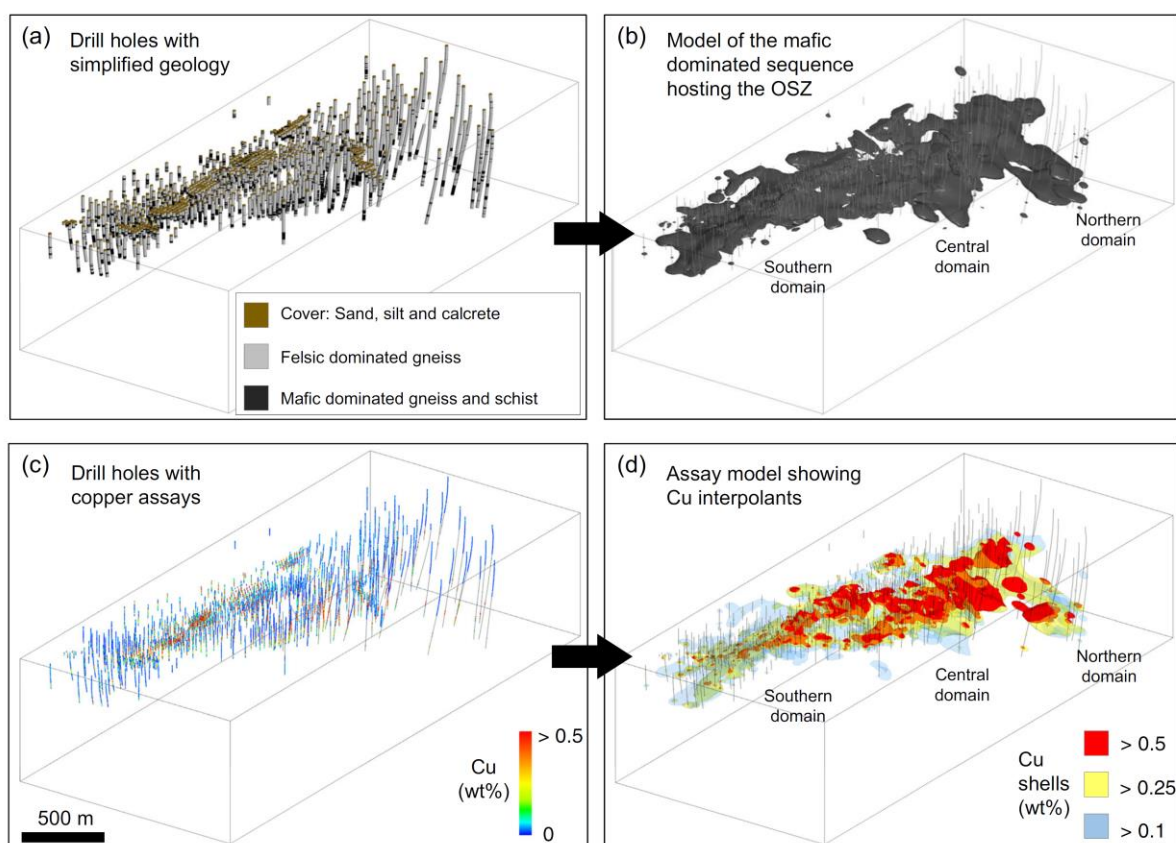 (a) Drill holes with
simplified geology
Cover: Sand, silt and calcrete
Felsic dominated gneiss
Mafic dominated gneiss and schist
(b) Model of the mafic
dominated sequence
hosting the OSZ
Northern
domain
Central
domain
Southern
domain
(c) Drill holes with
copper assays
> 0.5
Cu
(wt%)
0
500 m
(d) Assay model showing
Cu interpolants
Northern
domain
Central
domain
Southern
domain
Cu
shells
(wt%)
> 0.5
> 0.25
> 0.1